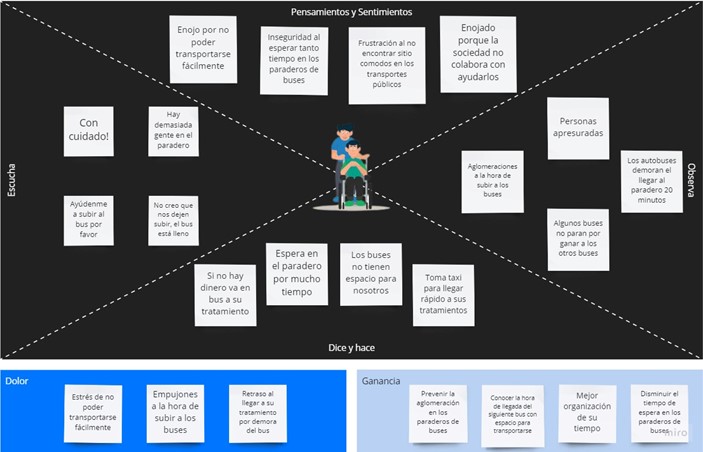 Pensamientos y Sentimientos
Enojo por no
poder
transportarse
fácilmente
Inseguridad al
esperar tanto
tiempo en los
paraderos de
buses
Frustración al no
encontrar sitio
comodos en los
transportes
públicos
Enojado
porque la
sociedad no
colabora con
ayudarlos
Escucha
Con
cuidado!
Hay
demasiada
gente en el
paradero
Ayúdenme
a subir al
bus por
favor
No creo que
nos dejen
subir, el bus
está lleno
Observa
Personas
apresuradas
Aglomeraciones
a la hora de
subir a los
buses
Los autobuses
demoran el
llegar al
paradero 20
minutos
Algunos buses
no paran por
ganar a los
otros buses
Si no hay
dinero va en
bus a su
tratamiento
Espera en
el paradero
por mucho
tiempo
Los buses
no tienen
espacio para
nosotros
Toma taxi
para llegar
rápido a sus
tratamientos
Dice y hace
Dolor
Estrés de no
poder
transportarse
fácilmente
Empujones
a la hora de
subir a los
buses
Retraso al
llegar a su
tratamiento
por demora
del bus
Ganancia
Prevenir la
aglomeración
en los
paraderos de
buses
Conocer la hora
de llegada del
siguiente bus con
espacio para
transportarse
Mejor
organización
de su
tiempo
Disminuir el
tiempo de
espera en los
paraderos de
buses
miro